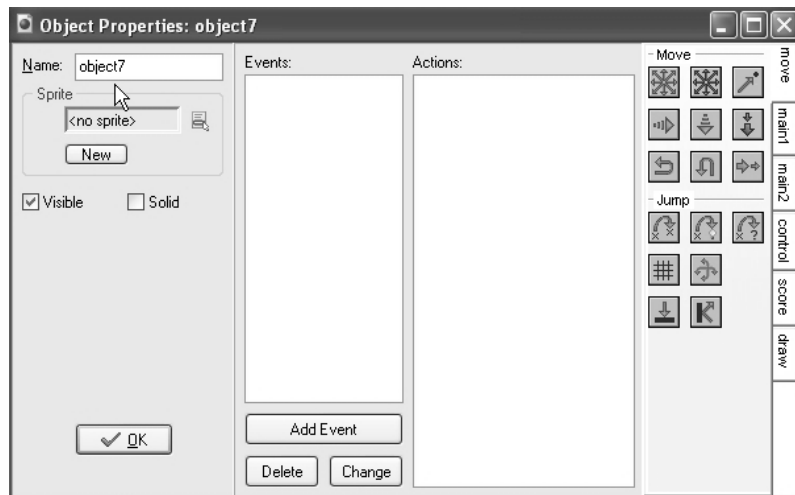 Object Properties: object7
Name: object7
Sprite
<no sprite>
New
Visible
Solid
OK
Events:
Add Event
Delete
Change
Actions:
Move
Jump
move
main1
main2
control
score
draw